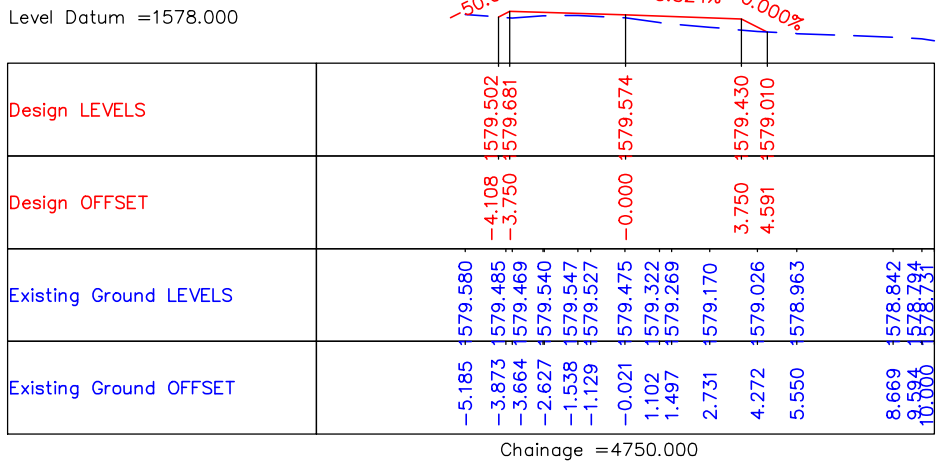 Level Datum =1578.000
Design LEVELS 1579.502 1579.681 1579.574 1579.430 1579.010
Design OFFSET -4.108 -3.750 -0.000 3.750 4.591
Existing Ground LEVELS 1579.580 1579.485 1579.469 1579.540 1579.547 1579.527 1579.475 1579.322 1579.269 1579.170 1579.026 1578.963 1578.842 1578.794 1578.731
Existing Ground OFFSET -5.185 -3.873 -3.664 -2.627 -1.538 -1.129 -0.021 1.102 1.497 2.731 4.272 5.550 8.669 9.594 10.000
Chainage =4750.000